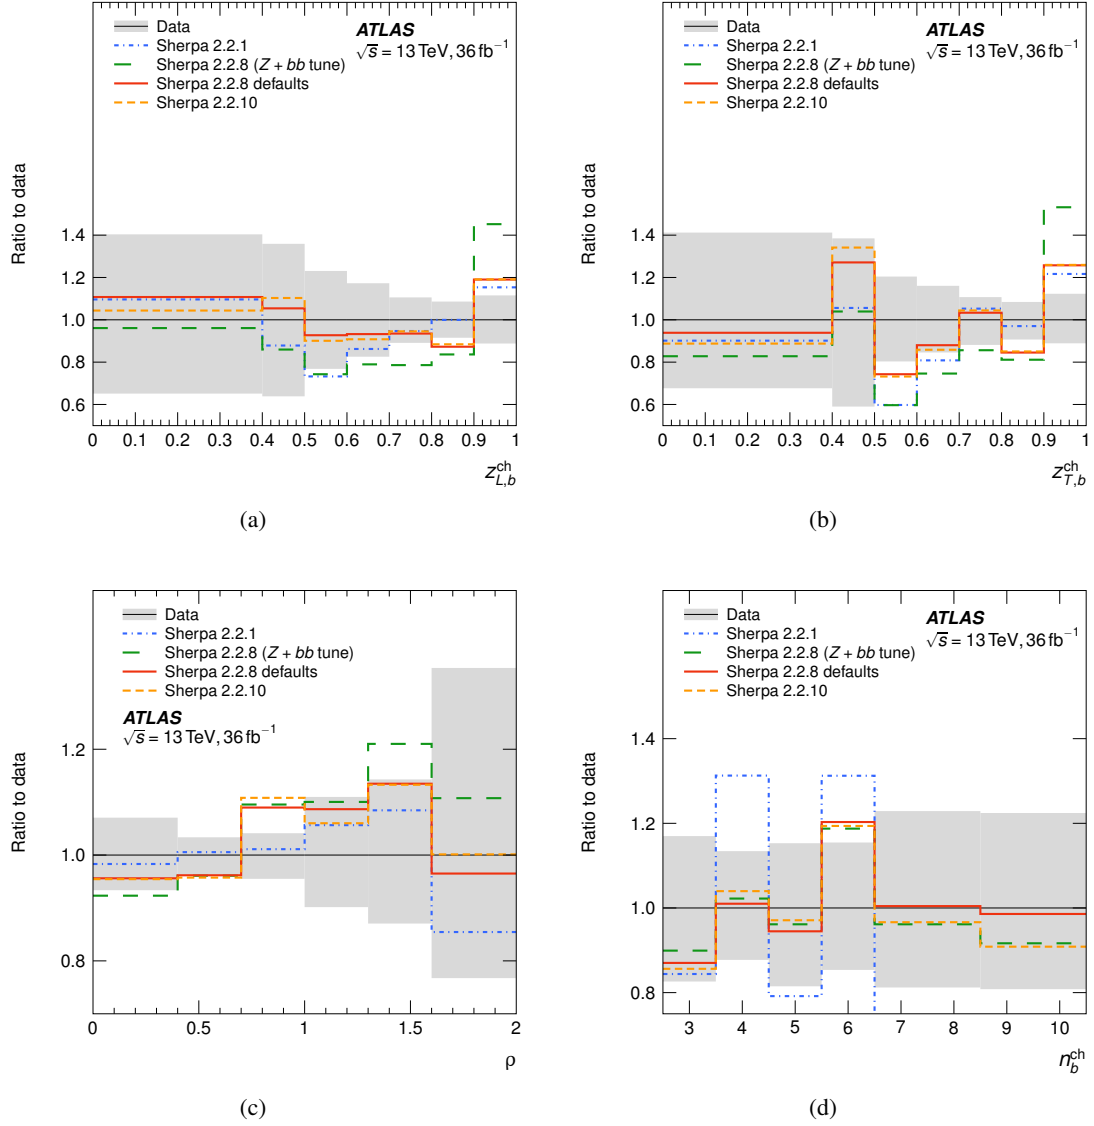 Data
Sherpa 2.2.1
Sherpa 2.2.8 (Z + bb tune)
Sherpa 2.2.8 defaults
Sherpa 2.2.10
ATLAS
√s = 13 TeV, 36 fb⁻¹
Ratio to data
1.4
1.2
1.0
0.8
0.6
0 0.1 0.2 0.3 0.4 0.5 0.6 0.7 0.8 0.9 1
z_{L,b}^{ch}
(a)
Data
Sherpa 2.2.1
Sherpa 2.2.8 (Z + bb tune)
Sherpa 2.2.8 defaults
Sherpa 2.2.10
ATLAS
√s = 13 TeV, 36 fb⁻¹
Ratio to data
1.4
1.2
1.0
0.8
0.6
0 0.1 0.2 0.3 0.4 0.5 0.6 0.7 0.8 0.9 1
z_{T,b}^{ch}
(b)
Data
Sherpa 2.2.1
Sherpa 2.2.8 (Z + bb tune)
Sherpa 2.2.8 defaults
Sherpa 2.2.10
ATLAS
√s = 13 TeV, 36 fb⁻¹
Ratio to data
1.2
1.0
0.8
0 0.5 1 1.5 2
ρ
(c)
Data
Sherpa 2.2.1
Sherpa 2.2.8 (Z + bb tune)
Sherpa 2.2.8 defaults
Sherpa 2.2.10
ATLAS
√s = 13 TeV, 36 fb⁻¹
Ratio to data
1.4
1.2
1.0
0.8
3 4 5 6 7 8 9 10
n_b^{ch}
(d)